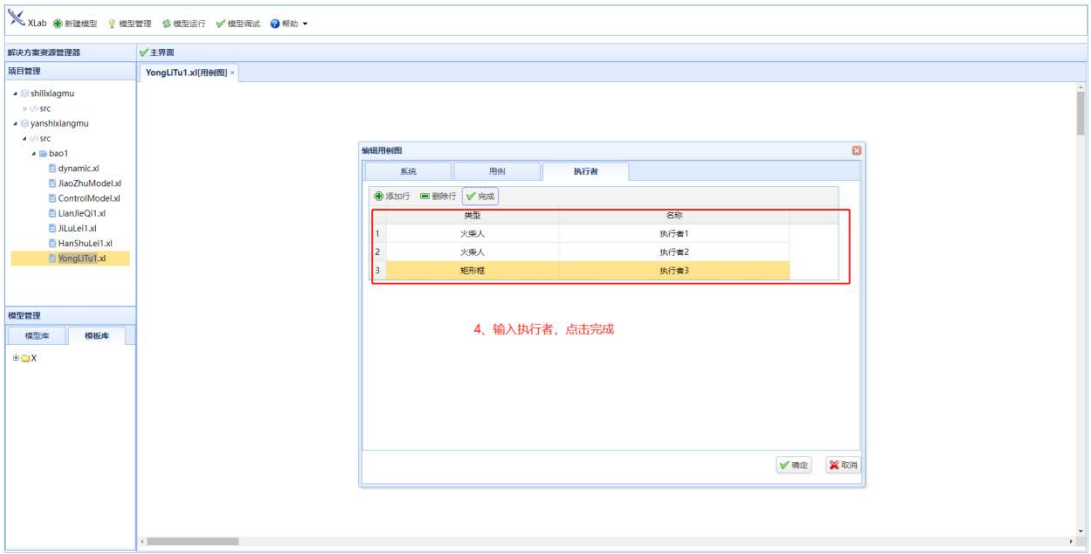 XLab 新建模型 模型管理 模型运行 模型调试 帮助
解决方案资源管理器
主界面
项目管理
YongLiTu1.xl[用例图] ×
shilixiagmu
src
yanshixiangmu
src
bao1
dynamic.xl
JiaoZhuModel.xl
ControlModel.xl
LianJieQi1.xl
JiLuLei1.xl
HanShuLei1.xl
YongLiTu1.xl
模型管理
模型库 模板库
X
编辑用例图
系统 用例 执行者
添加行 删除行 完成
类型 名称
1 火柴人 执行者1
2 火柴人 执行者2
3 矩形框 执行者3
4、输入执行者，点击完成
确定 取消